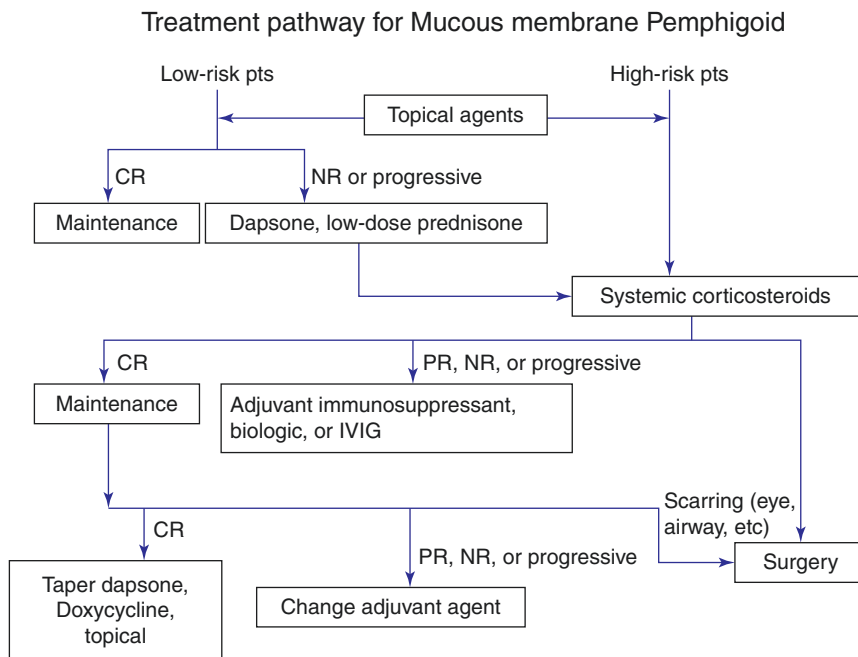 Treatment pathway for Mucous membrane Pemphigoid
Low-risk pts
High-risk pts
Topical agents
CR
NR or progressive
Maintenance
Dapsone, low-dose prednisone
Systemic corticosteroids
CR
PR, NR, or progressive
Maintenance
Adjuvant immunosuppressant,
biologic, or IVIG
Scarring (eye,
airway, etc)
CR
PR, NR, or progressive
Surgery
Taper dapsone,
Doxycycline,
topical
Change adjuvant agent